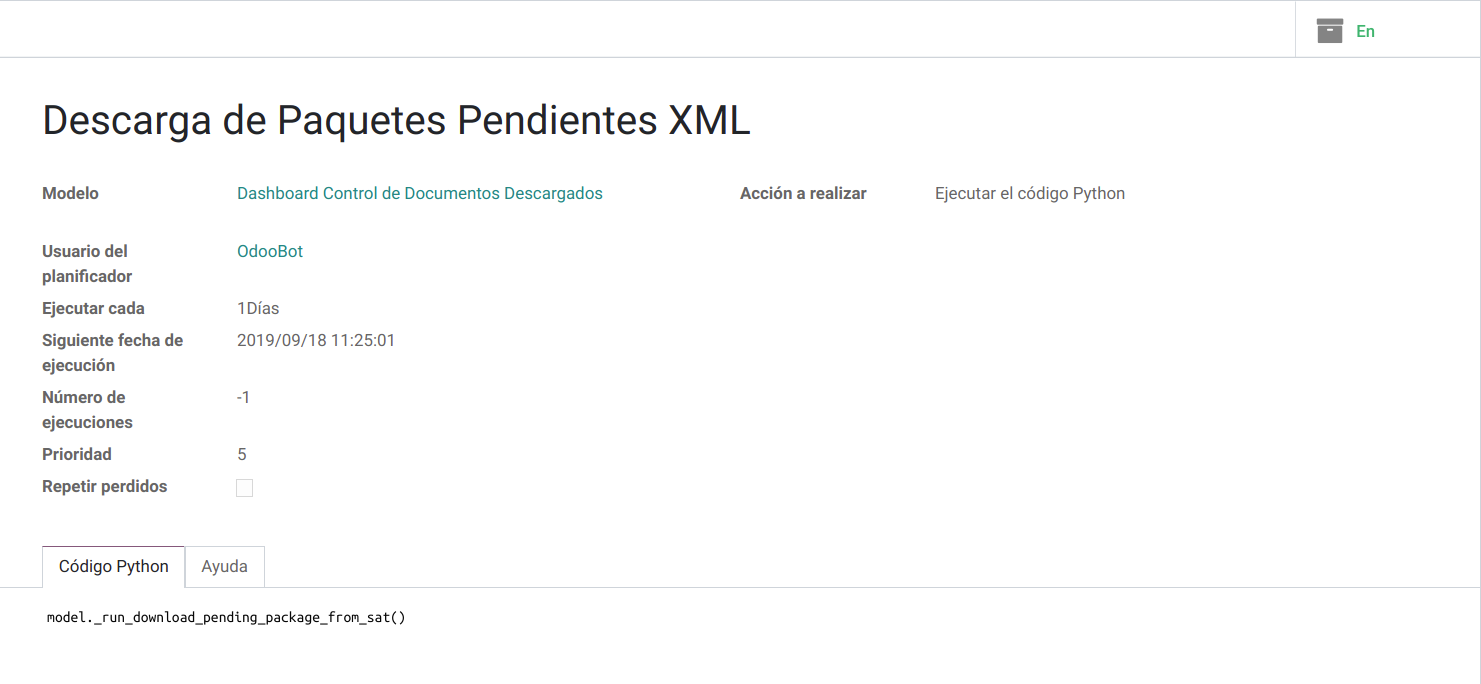 En
Descarga de Paquetes Pendientes XML
Modelo
Dashboard Control de Documentos Descargados
Acción a realizar
Ejecutar el código Python
Usuario del
planificador
OdooBot
Ejecutar cada
1Días
Siguiente fecha de
ejecución
2019/09/18 11:25:01
Número de
ejecuciones
-1
Prioridad
5
Repetir perdidos
Código Python
Ayuda
model._run_download_pending_package_from_sat()